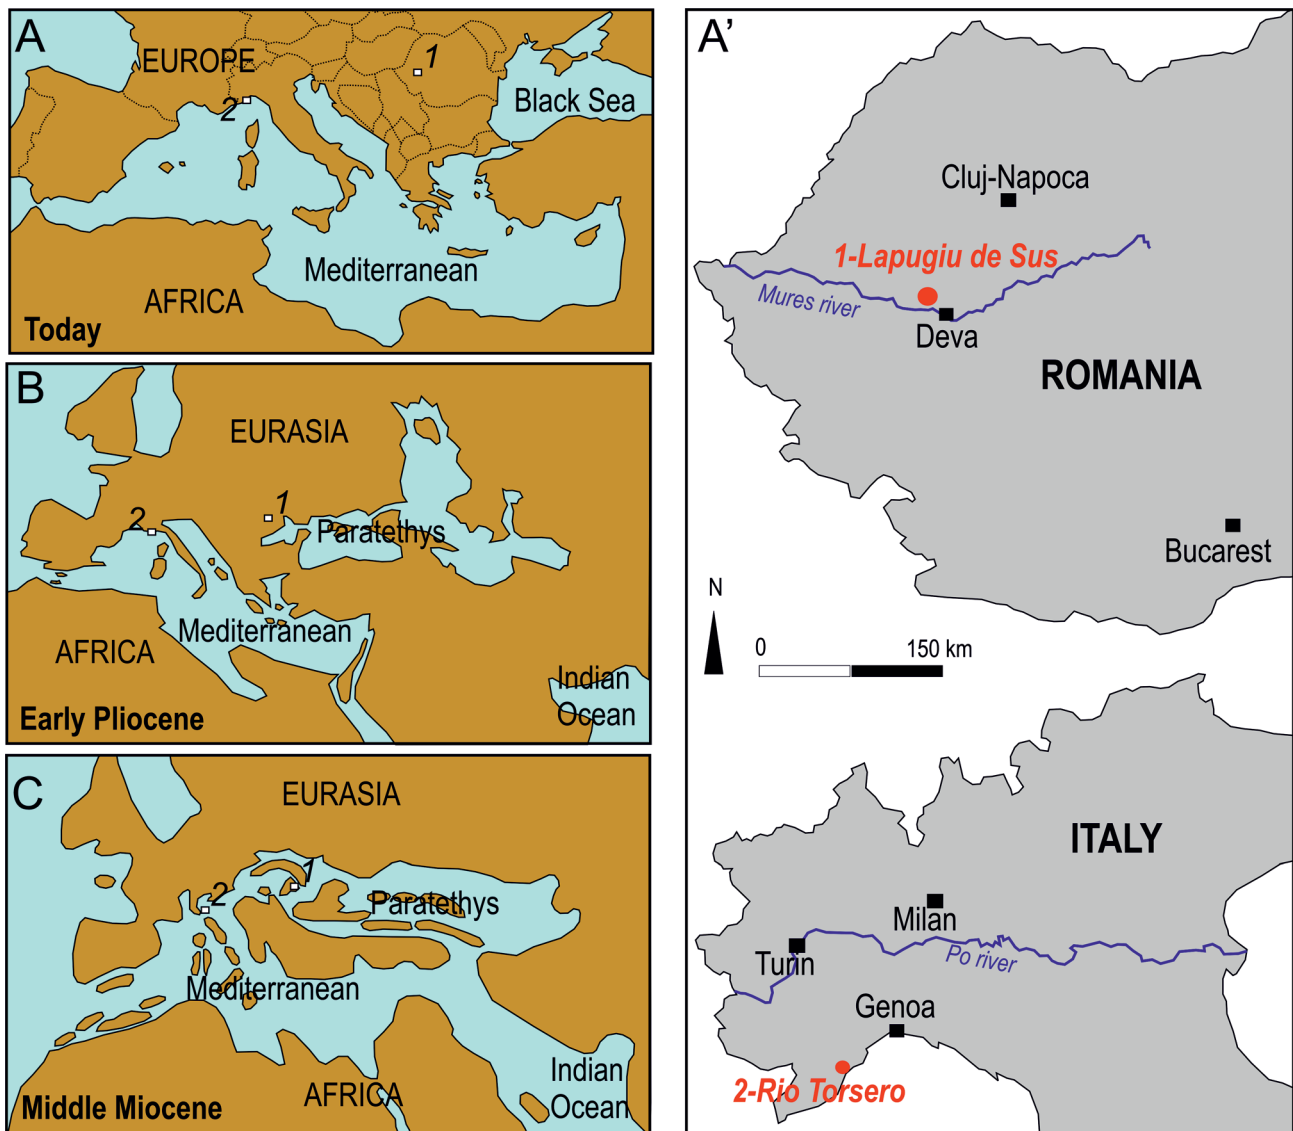 A
EUROPE
1
2
Black Sea
Mediterranean
AFRICA
Today
B
EURASIA
2
1
Paratethys
Mediterranean
AFRICA
Indian
Ocean
Early Pliocene
C
EURASIA
1
2
Paratethys
Mediterranean
Indian
Ocean
AFRICA
Middle Miocene
A’
Cluj-Napoca
1-Lapugiu de Sus
Mures river
Deva
ROMANIA
Bucarest
N
0
150 km
ITALY
Milan
Turin
Po river
Genoa
2-Rio Torsero